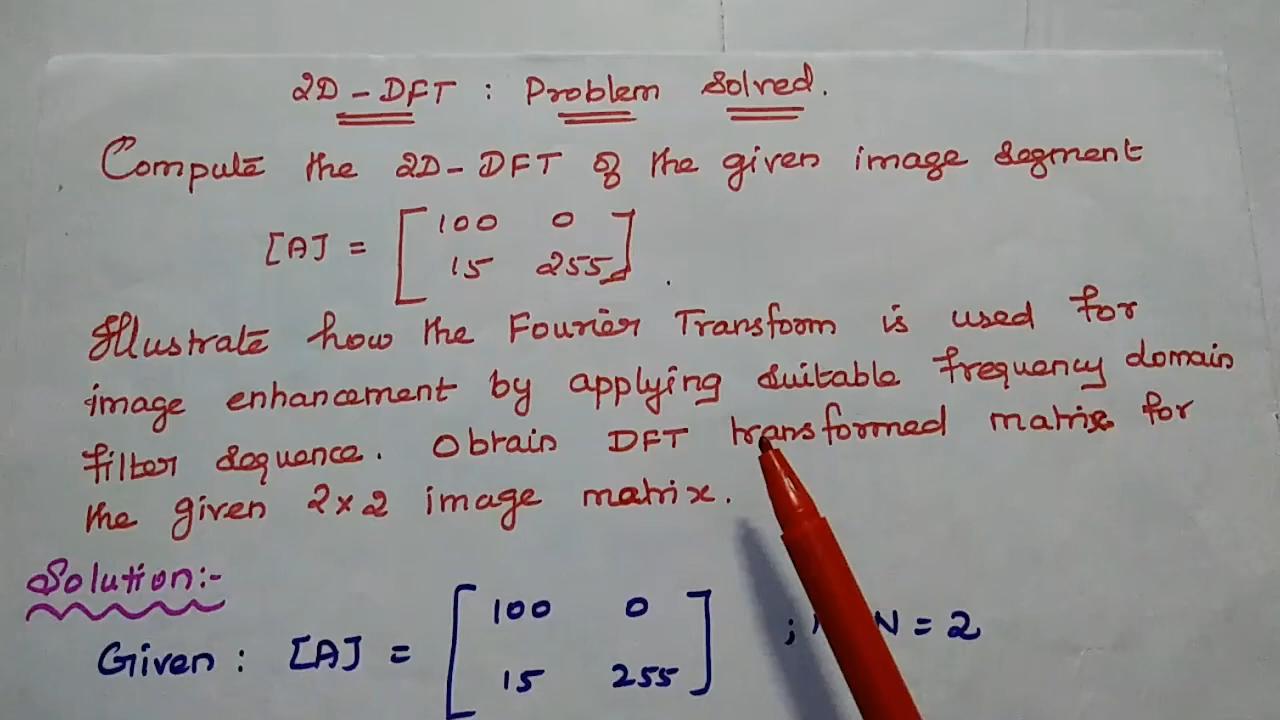 2D-DFT : Problem Solved.
Compute the 2D-DFT of the given image segment
[A] = [ 100 0
15 255 ] .
Illustrate how the Fourier Transform is used for
image enhancement by applying suitable frequency domain
filter sequence. Obtain DFT transformed matrix for
the given 2x2 image matrix.
Solution:-
Given : [A] = [ 100 0
15 255 ] ; N = 2